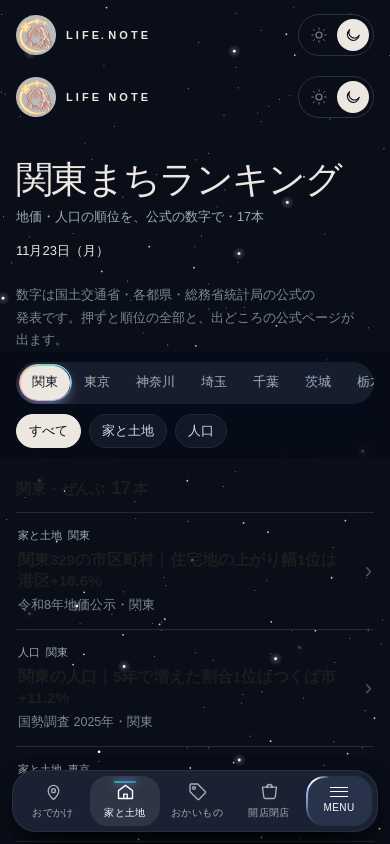 LIFE.NOTE
LIFE NOTE
関東まちランキング
地価・人口の順位を、公式の数字で・17本
11月23日（月）
数字は国土交通省・各都県・総務省統計局の公式の
発表です。押すと順位の全部と、出どころの公式ページが
出ます。
関東 東京 神奈川 埼玉 千葉 茨城 栃木
すべて 家と土地 人口
関東・ぜんぶ 17本
家と土地 関東
関東329の市区町村｜住宅地の上がり幅1位は
港区+16.6%
令和8年地価公示・関東
人口 関東
関東の人口｜5年で増えた割合1位はつくば市
+11.2%
国勢調査 2025年・関東
家と土地 東京
おでかけ 家と土地 おかいもの 開店閉店 MENU